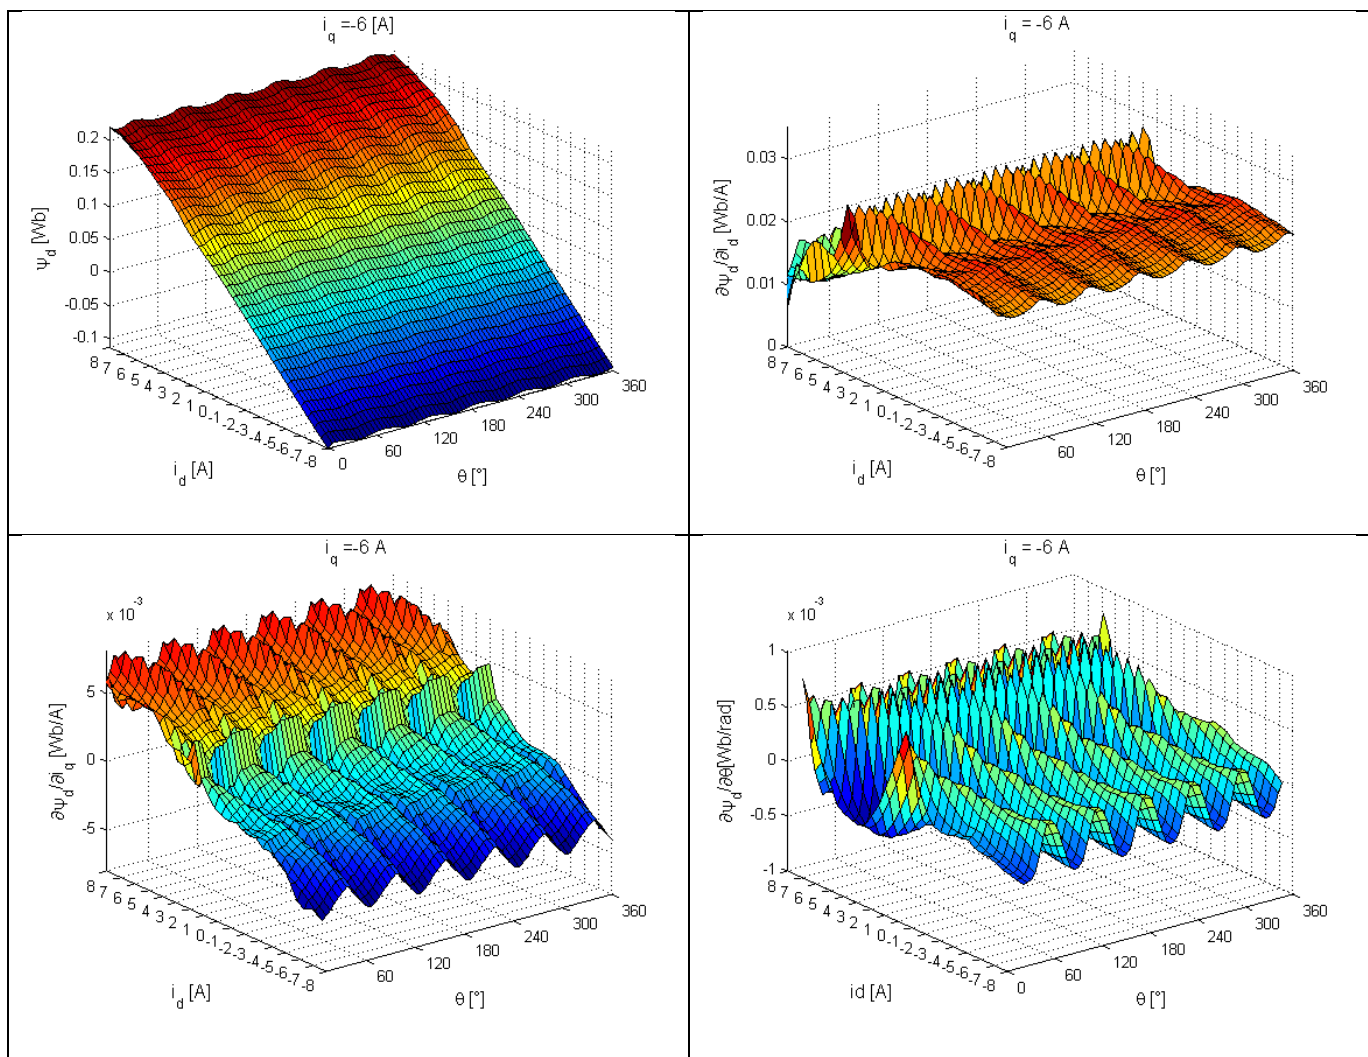 i_q =-6 [A]
0.2
0.15
0.1
0.05
0
-0.05
-0.1
ψ_d [Wb]
8 7 6 5 4 3 2 1 0 -1 -2 -3 -4 -5 -6 -7 -8
i_d [A]
0 60 120 180 240 300 360
θ [°]
i_q = -6 A
0.03
0.02
0.01
0
∂ψ_d/∂i_d [Wb/A]
8 7 6 5 4 3 2 1 0 -1 -2 -3 -4 -5 -6 -7 -8
i_d [A]
60 120 180 240 300 360
θ [°]
i_q =-6 A
x 10^-3
5
0
-5
∂ψ_d/∂i_q [Wb/A]
8 7 6 5 4 3 2 1 0 -1 -2 -3 -4 -5 -6 -7 -8
i_d [A]
60 120 180 240 300 360
θ [°]
i_q = -6 A
x 10^-3
1
0.5
0
-0.5
-1
∂ψ_d/∂θ[Wb/rad]
8 7 6 5 4 3 2 1 0 -1 -2 -3 -4 -5 -6 -7 -8
id [A]
0 60 120 180 240 300 360
θ [°]